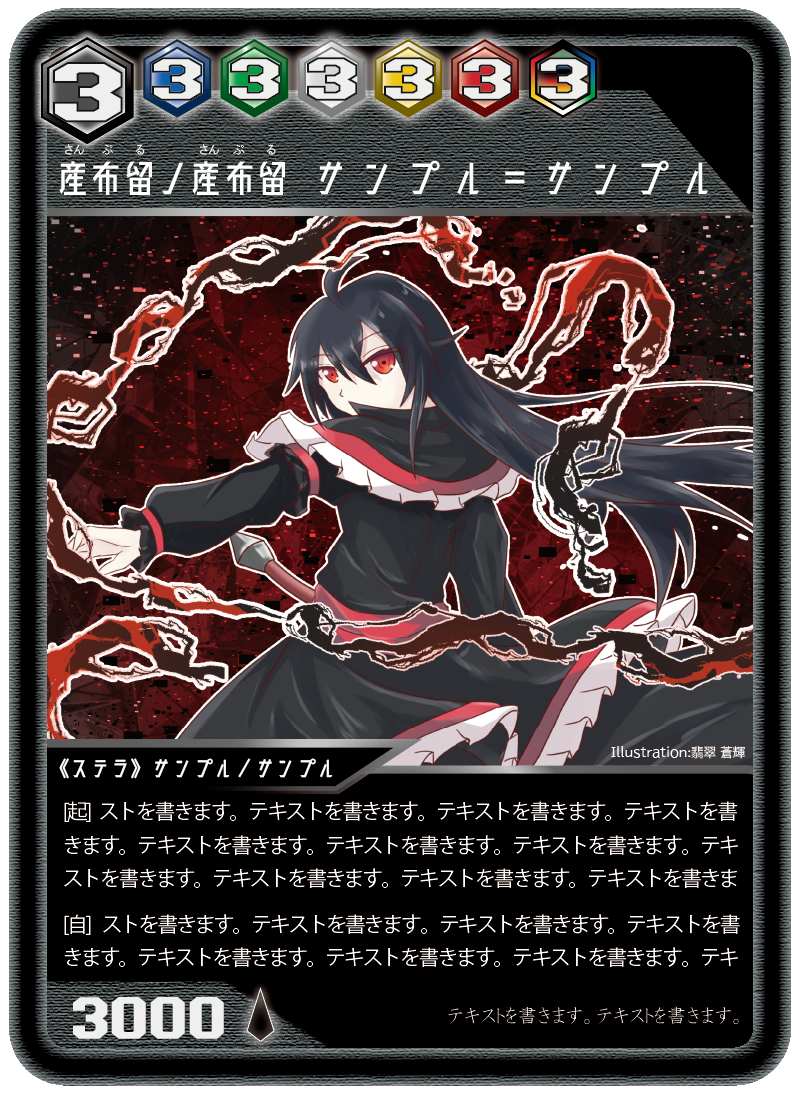 3 3 3 3 3 3 3
さん ぷ る さん ぷ る
産布留/産布留 サンプル=サンプル
Illustration:翡翠 蒼輝
《ステラ》サンプル/サンプル
[起] ストを書きます。テキストを書きます。テキストを書きます。テキストを書
きます。テキストを書きます。テキストを書きます。テキストを書きます。テキ
ストを書きます。テキストを書きます。テキストを書きます。テキストを書きま
[自] ストを書きます。テキストを書きます。テキストを書きます。テキストを書
きます。テキストを書きます。テキストを書きます。テキストを書きます。テキ
3000
テキストを書きます。テキストを書きます。